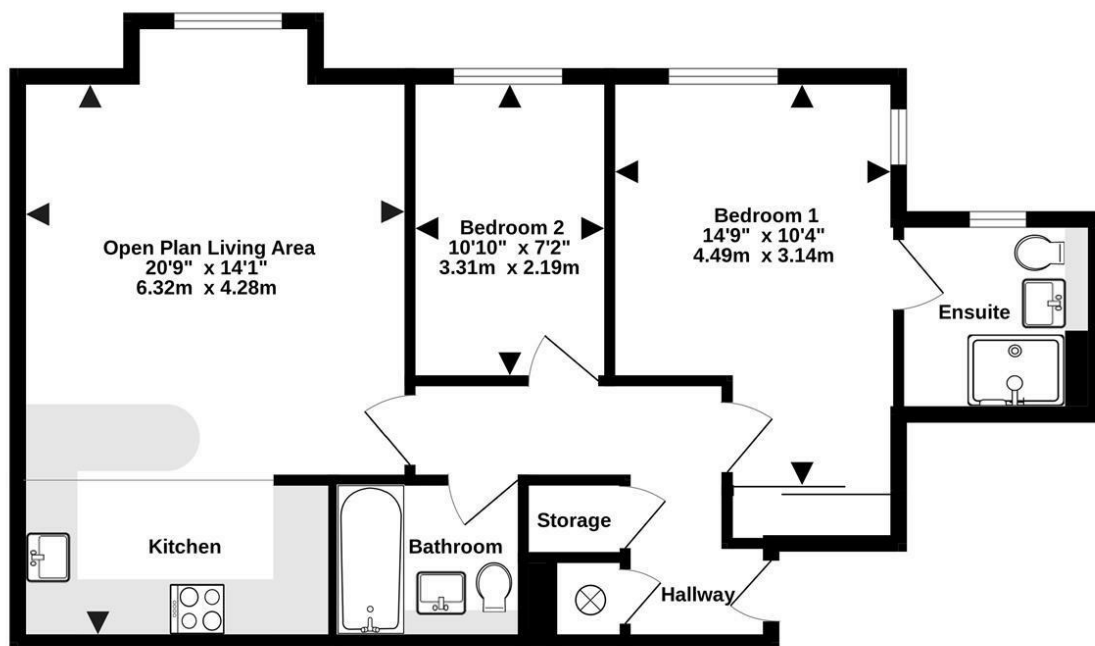 Open Plan Living Area
20'9" x 14'1"
6.32m x 4.28m
Bedroom 2
10'10" x 7'2"
3.31m x 2.19m
Bedroom 1
14'9" x 10'4"
4.49m x 3.14m
Ensuite
Kitchen
Bathroom
Storage
Hallway